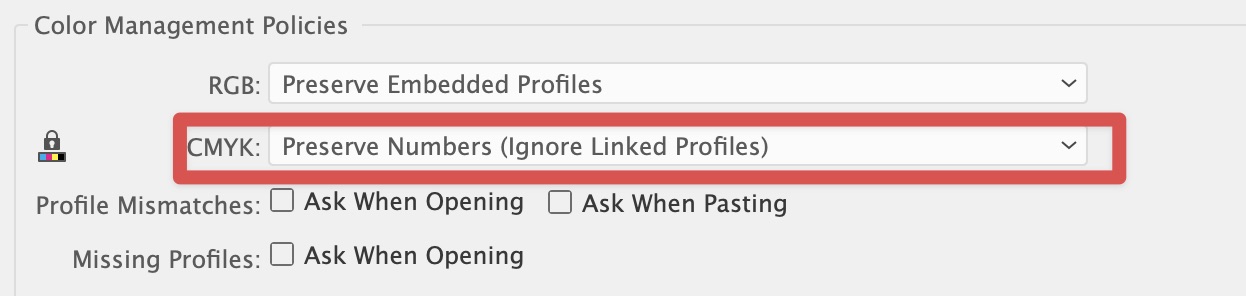 Color Management Policies
RGB: Preserve Embedded Profiles
CMYK: Preserve Numbers (Ignore Linked Profiles)
Profile Mismatches: Ask When Opening Ask When Pasting
Missing Profiles: Ask When Opening